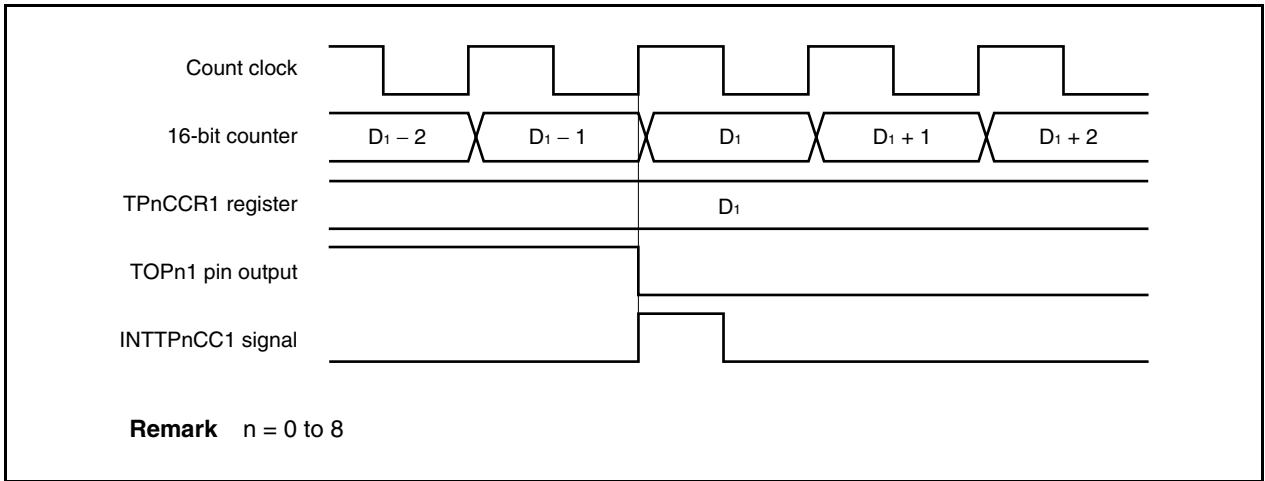 Count clock
16-bit counter D₁ − 2 D₁ − 1 D₁ D₁ + 1 D₁ + 2
TPnCCR1 register D₁
TOPn1 pin output
INTTPnCC1 signal
Remark n = 0 to 8